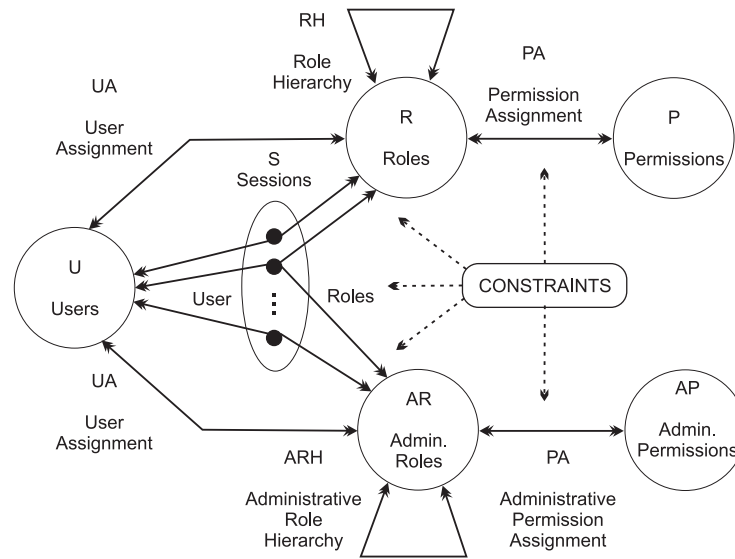 RH
Role
Hierarchy
PA
Permission
Assignment
UA
User
Assignment
R
Roles
P
Permissions
S
Sessions
U
Users
User
Roles
CONSTRAINTS
UA
User
Assignment
AR
Admin.
Roles
AP
Admin.
Permissions
ARH
Administrative
Role
Hierarchy
PA
Administrative
Permission
Assignment